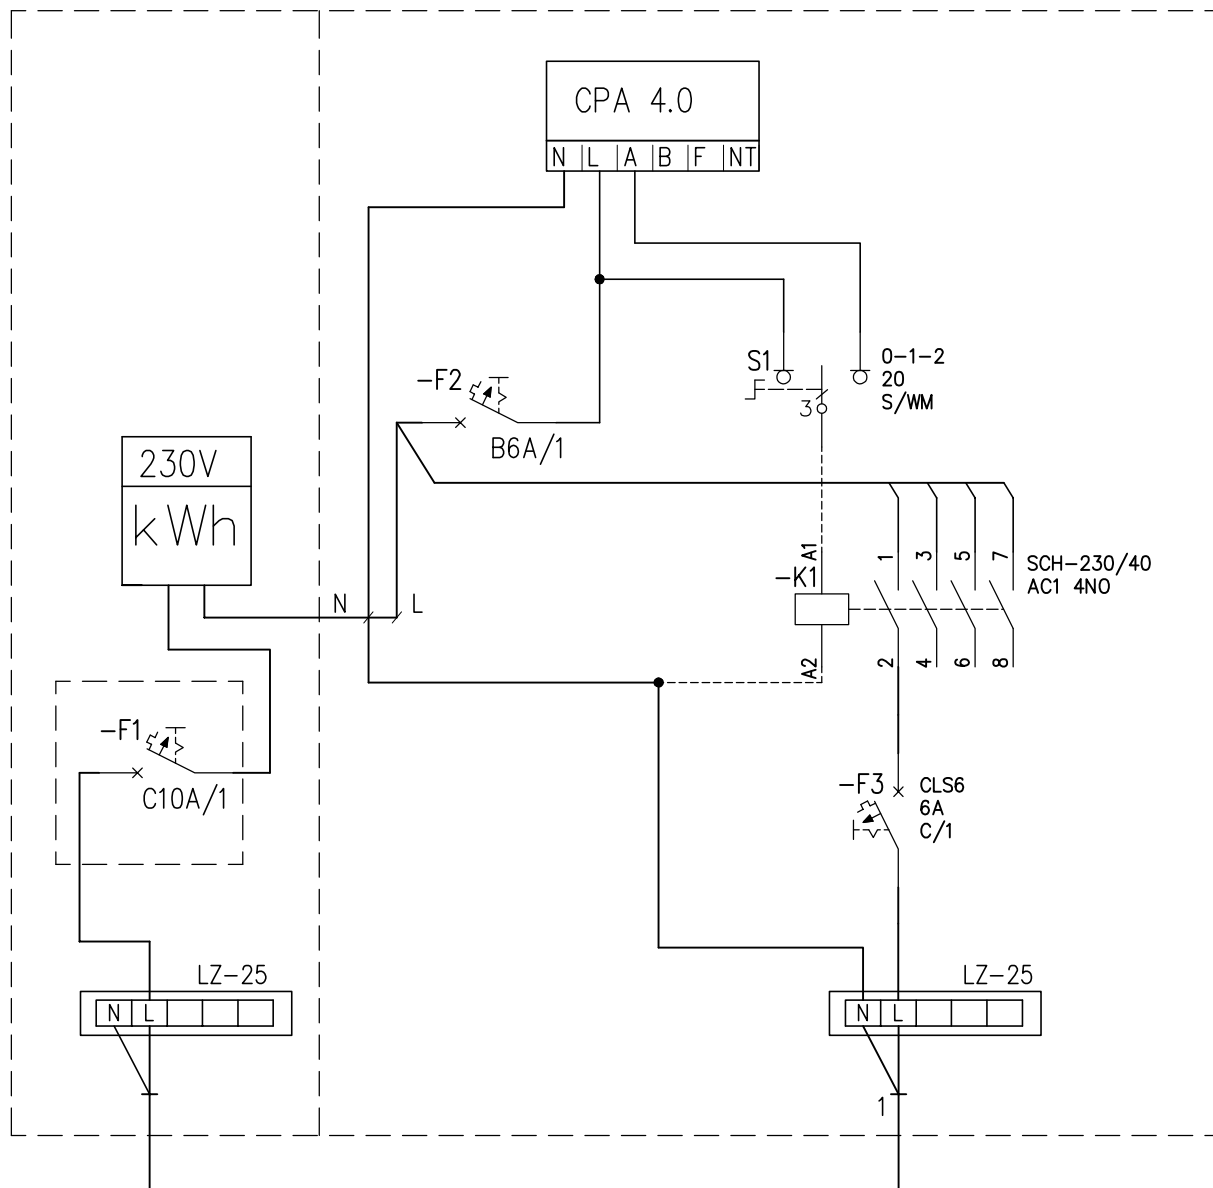 CPA 4.0
N L A B F NT
S1
0-1-2
20
S/WM
3
-F2
B6A/1
230V
kWh
N L
A1
-K1
A2
1 3 5 7
2 4 6 8
SCH-230/40
AC1 4NO
-F1
C10A/1
-F3
CLS6
6A
C/1
LZ-25
N L
LZ-25
N L
1